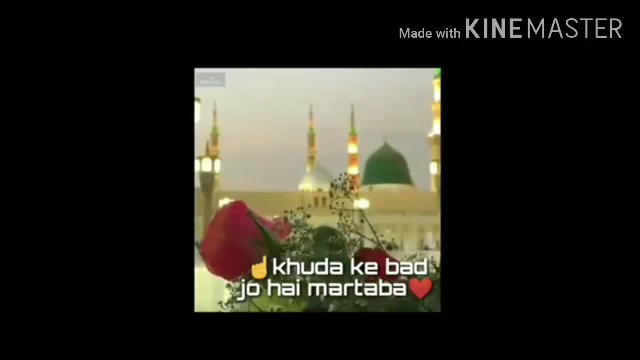 Made with KINEMASTER
☝️khuda ke bad
jo hai martaba❤️